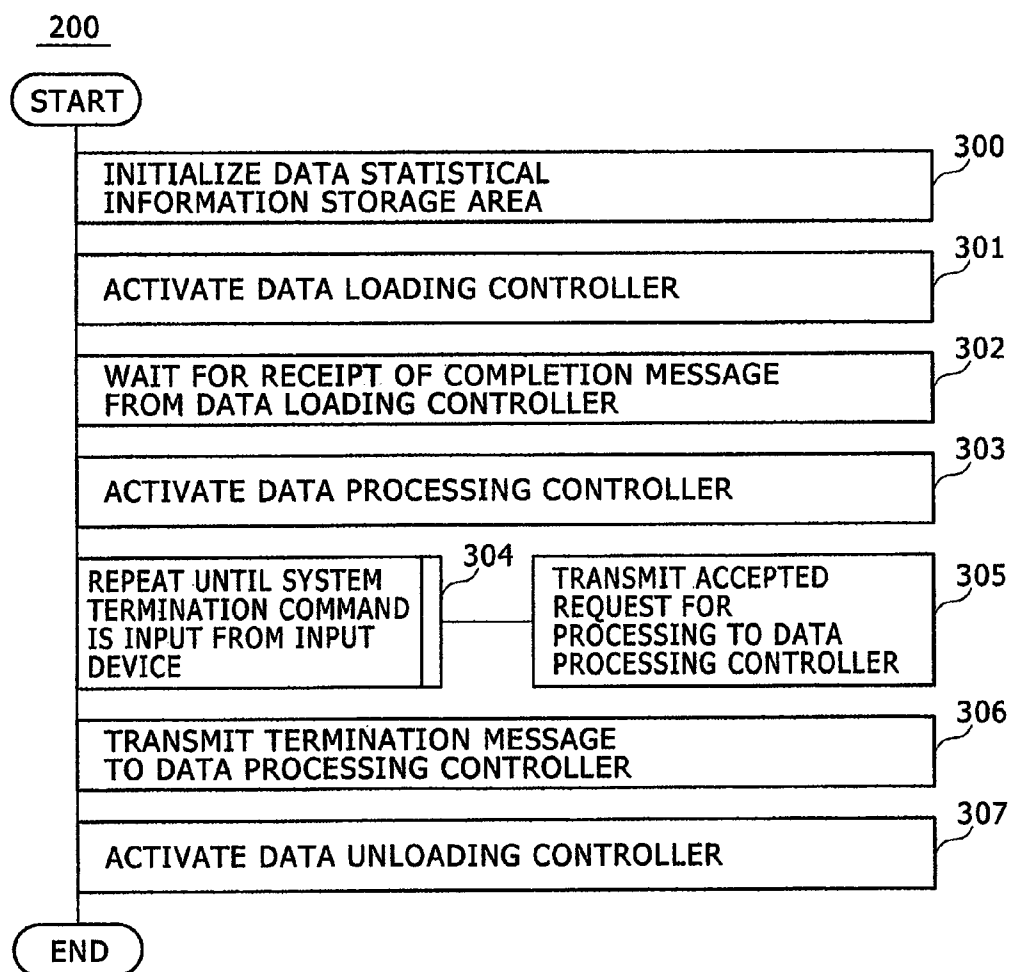 200
START
300
INITIALIZE DATA STATISTICAL
INFORMATION STORAGE AREA
301
ACTIVATE DATA LOADING CONTROLLER
302
WAIT FOR RECEIPT OF COMPLETION MESSAGE
FROM DATA LOADING CONTROLLER
303
ACTIVATE DATA PROCESSING CONTROLLER
304
REPEAT UNTIL SYSTEM
TERMINATION COMMAND
IS INPUT FROM INPUT
DEVICE
305
TRANSMIT ACCEPTED
REQUEST FOR
PROCESSING TO DATA
PROCESSING CONTROLLER
306
TRANSMIT TERMINATION MESSAGE
TO DATA PROCESSING CONTROLLER
307
ACTIVATE DATA UNLOADING CONTROLLER
END